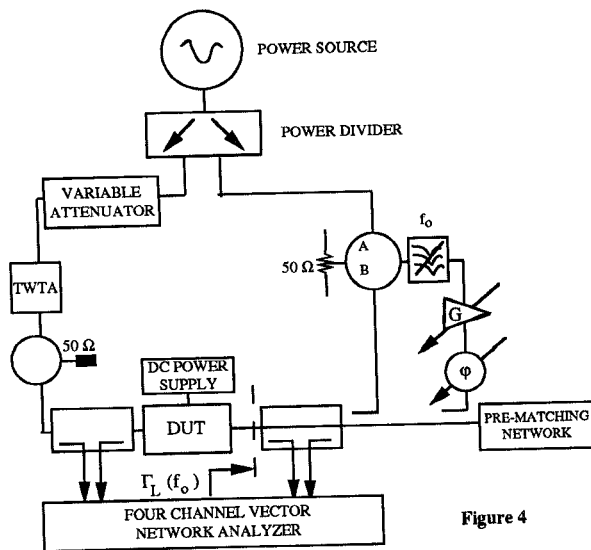 POWER SOURCE
POWER DIVIDER
VARIABLE
ATTENUATOR
f₀
A
B
50 Ω
TWTA
G
50 Ω
φ
DC POWER
SUPPLY
DUT
PRE-MATCHING
NETWORK
Γ_L (f₀)
FOUR CHANNEL VECTOR
NETWORK ANALYZER
Figure 4